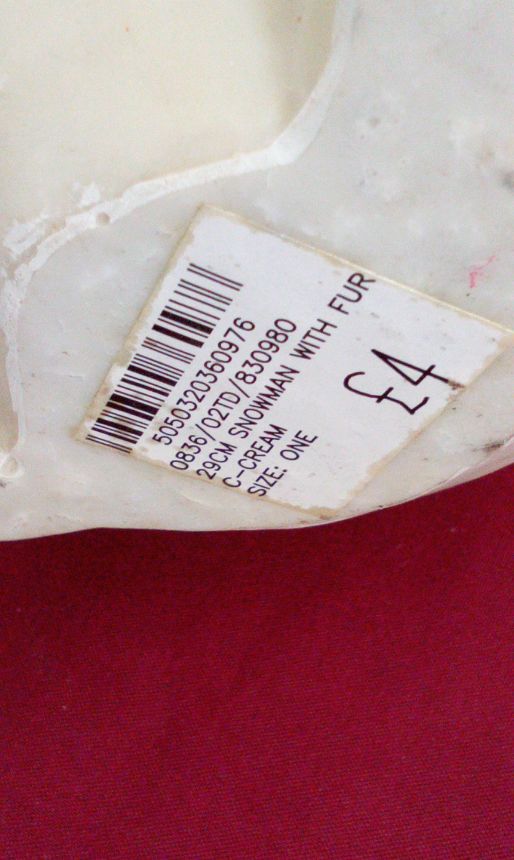 5050320360976
0836/02TD/830980
29CM SNOWMAN WITH FUR
C-CREAM
SIZE: ONE
£4